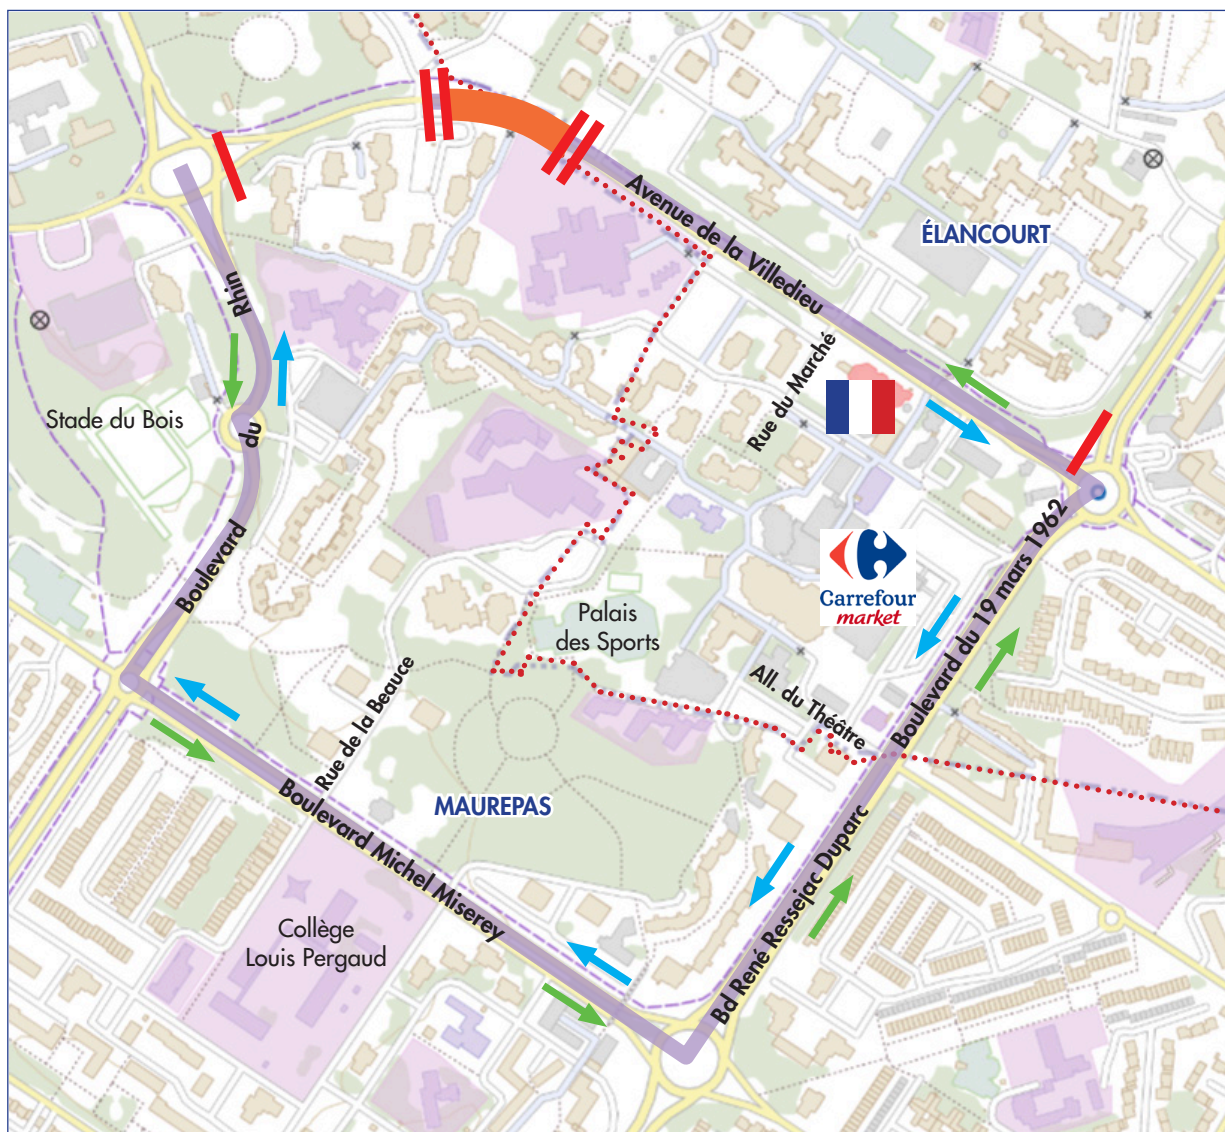 Avenue de la Villedieu
ÉLANCOURT
Rhin
du
Boulevard
Stade du Bois
Rue du Marché
Carrefour
market
Boulevard du 19 mars 1962
Palais
des Sports
All. du Théâtre
Rue de la Beauce
MAUREPAS
Boulevard Michel Miserey
Bd René Ressejac Duparc
Collège
Louis Pergaud